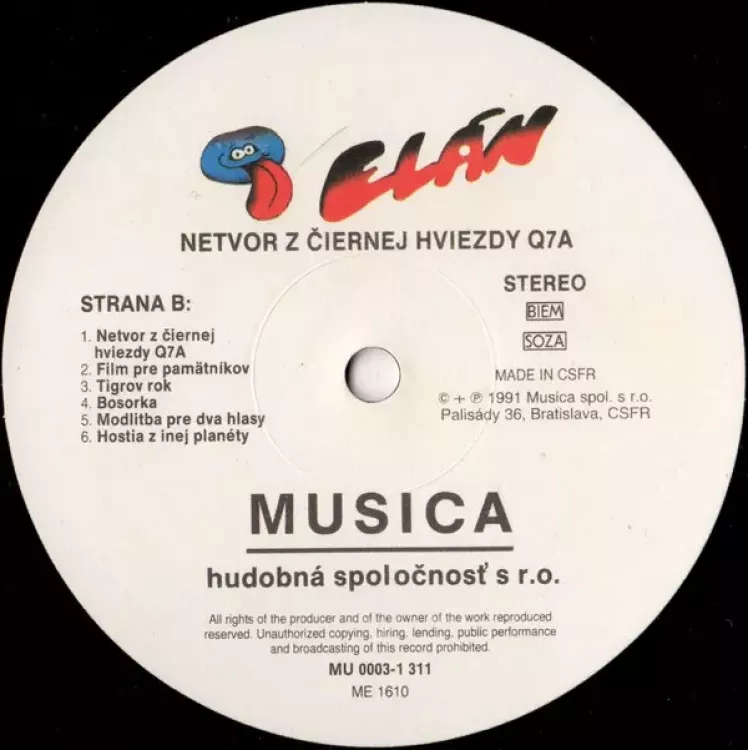 ELÁN
NETVOR Z ČIERNEJ HVIEZDY Q7A
STRANA B:
1. Netvor z čiernej
hviezdy Q7A
2. Film pre pamätníkov
3. Tigrov rok
4. Bosorka
5. Modlitba pre dva hlasy
6. Hostia z inej planéty
STEREO
BIEM
SOZA
MADE IN CSFR
© + ℗ 1991 Musica spol. s r.o.
Palisády 36, Bratislava, CSFR
MUSICA
hudobná spoločnosť s r.o.
All rights of the producer and of the owner of the work reproduced
reserved. Unauthorized copying, hiring, lending, public performance
and broadcasting of this record prohibited.
MU 0003-1 311
ME 1610